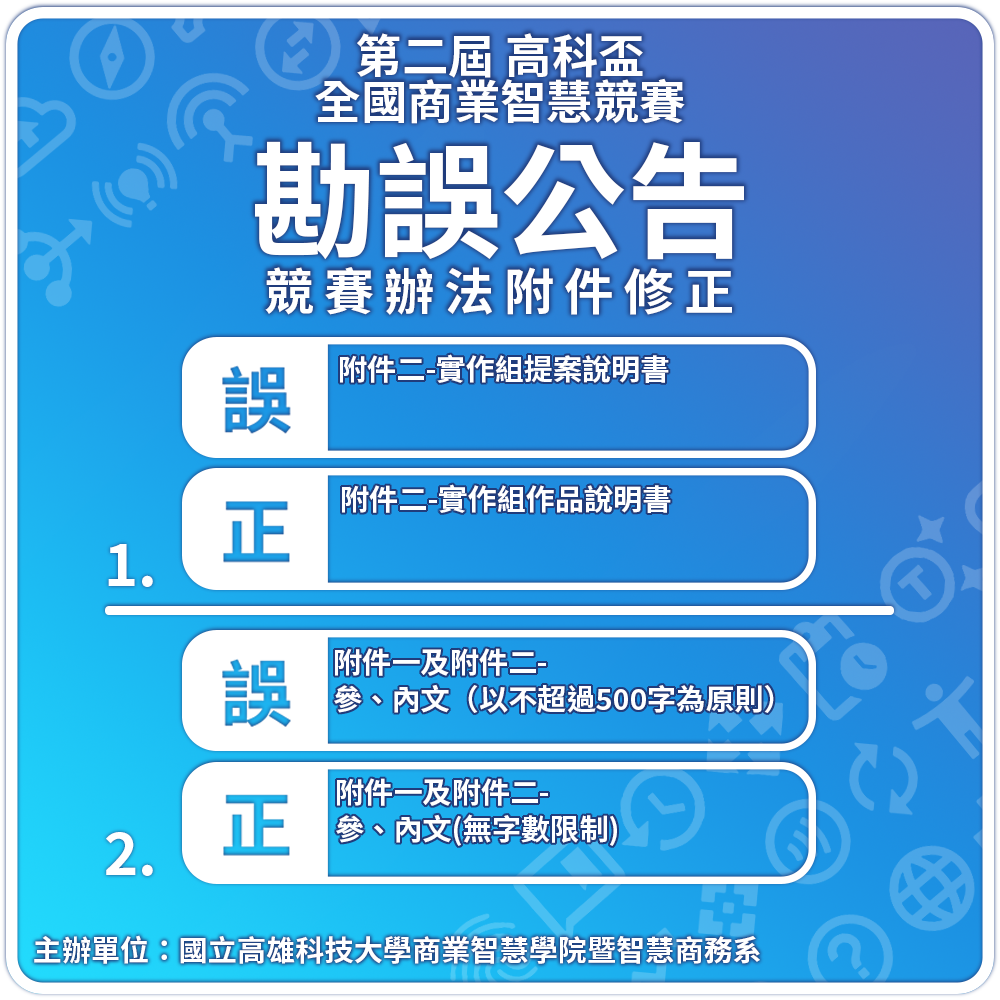 第二屆 高科盃
全國商業智慧競賽
勘誤公告
競賽辦法附件修正
1.
誤
附件二-實作組提案說明書
正
附件二-實作組作品說明書
2.
誤
附件一及附件二-
參、內文（以不超過500字為原則）
正
附件一及附件二-
參、內文(無字數限制)
主辦單位：國立高雄科技大學商業智慧學院暨智慧商務系